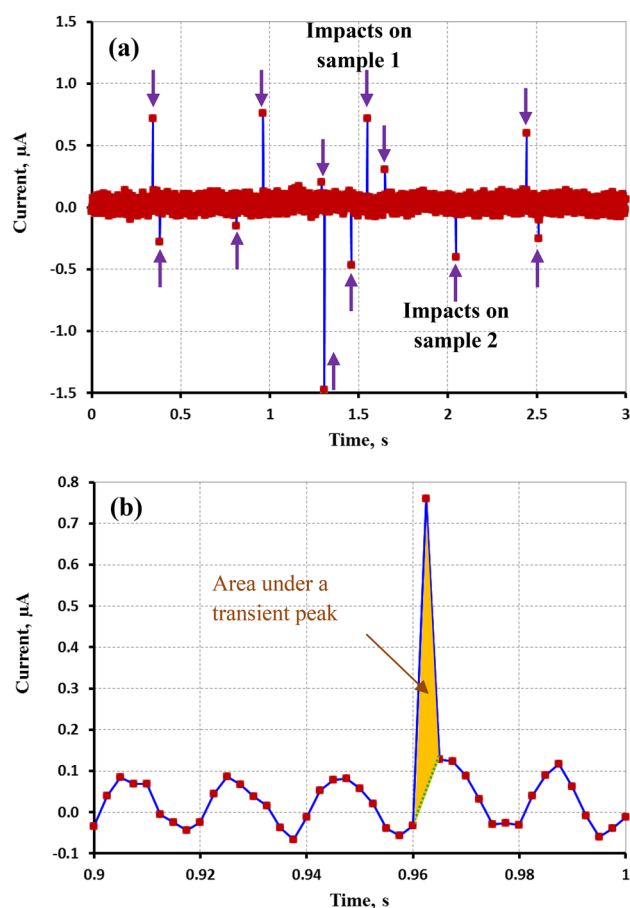 (a)
Impacts on
sample 1
1.5
1.0
0.5
0.0
-0.5
-1.0
-1.5
Current, µA
Impacts on
sample 2
0 0.5 1 1.5 2 2.5 3
Time, s
(b)
0.8
0.7
0.6
0.5
0.4
0.3
0.2
0.1
0.0
-0.1
Current, µA
Area under a
transient peak
0.9 0.92 0.94 0.96 0.98 1
Time, s